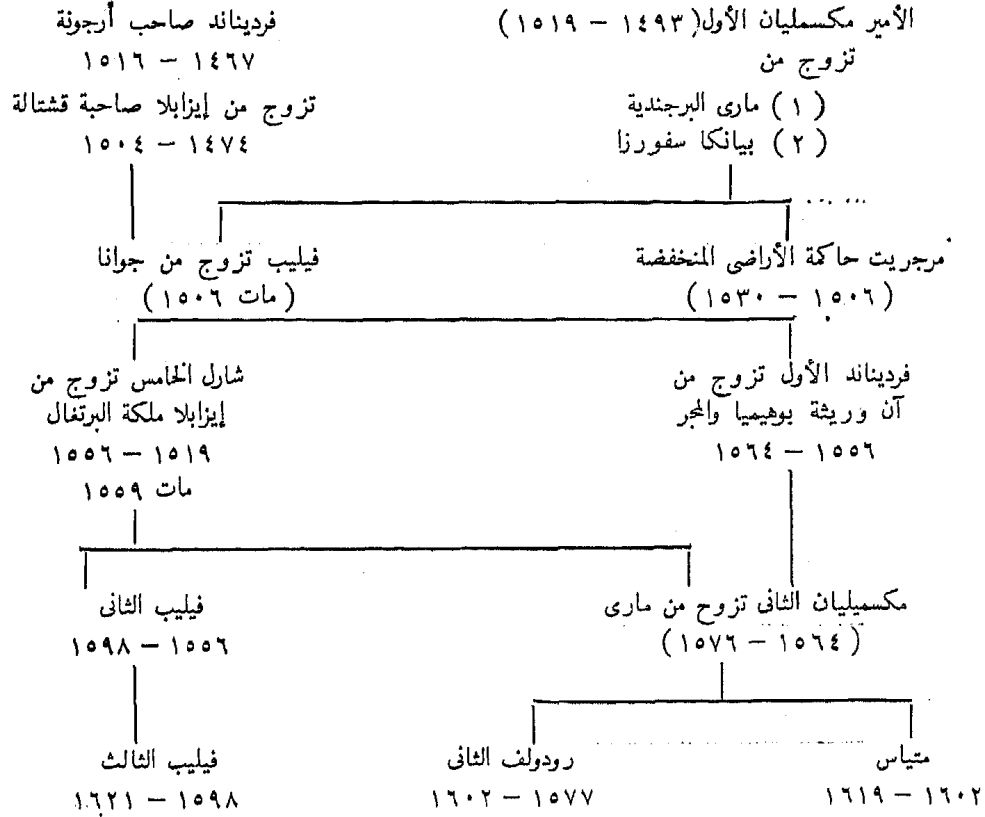 الأمير مكسمليان الأول (١٤٩٣ – ١٥١٩)
تزوج من
(١) مارى البرجندية
(٢) بيانكا سفورزا
فرديناند صاحب أرجونة
١٤٦٧ – ١٥١٦
تزوج من إيزابلا صاحبة قشتالة
١٤٧٤ – ١٥٠٤
مرجريت حاكمة الأراضى المنخفضة
(١٥٠٦ – ١٥٣٠)
فيليب تزوج من جوانا
(مات ١٥٠٦)
فرديناند الأول تزوج من
آن وريثة بوهيميا والمجر
١٥٥٦ – ١٥٦٤
شارل الخامس تزوج من
إيزابلا ملكة البرتغال
١٥١٩ – ١٥٥٦
مات ١٥٥٩
مكسميليان الثانى تزوح من مارى
(١٥٦٤ – ١٥٧٦)
فيليب الثانى
١٥٥٦ – ١٥٩٨
متياس
١٦٠٢ – ١٦١٩
رودولف الثانى
١٥٧٧ – ١٦٠٢
فيليب الثالث
١٥٩٨ – ١٦٢١